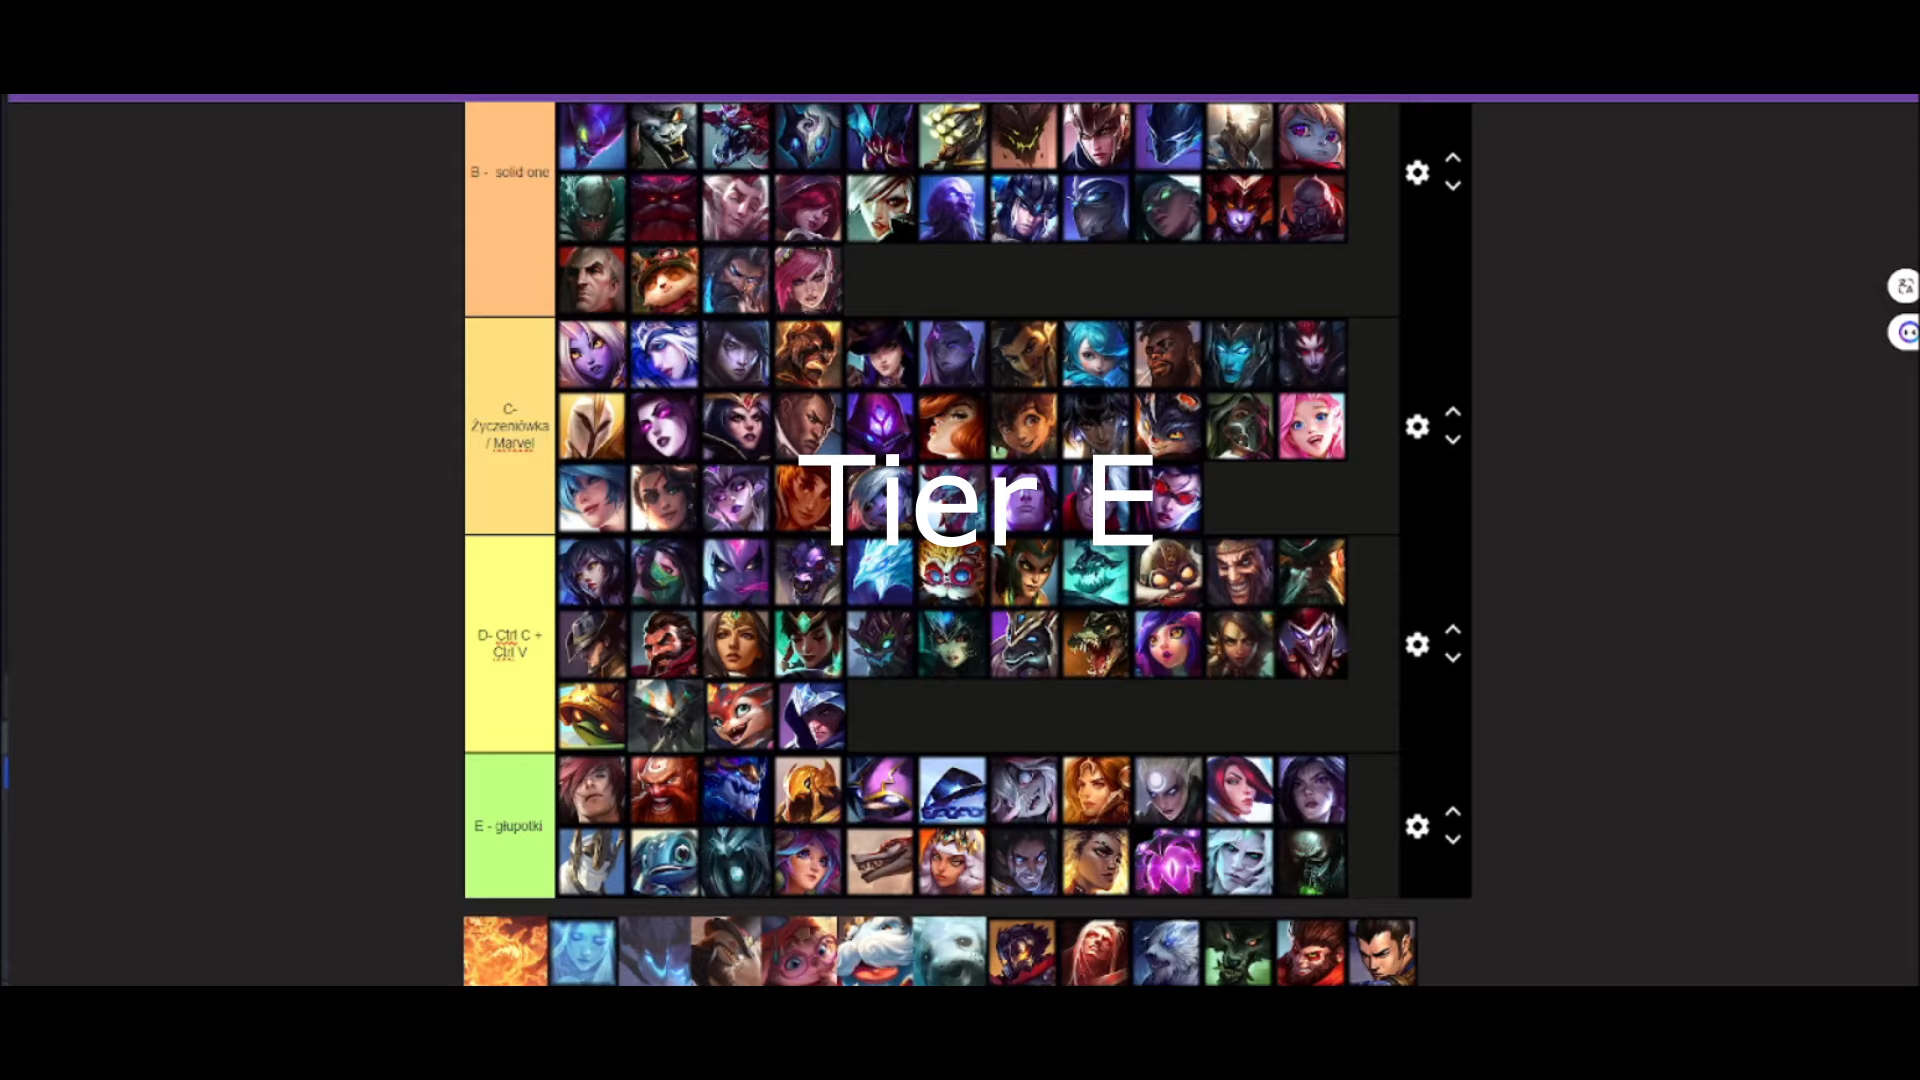 B - solid one
C-
Życzeniówka
/ Marvel
Tier E
D- Ctrl C +
Ctrl V
E - głupotki